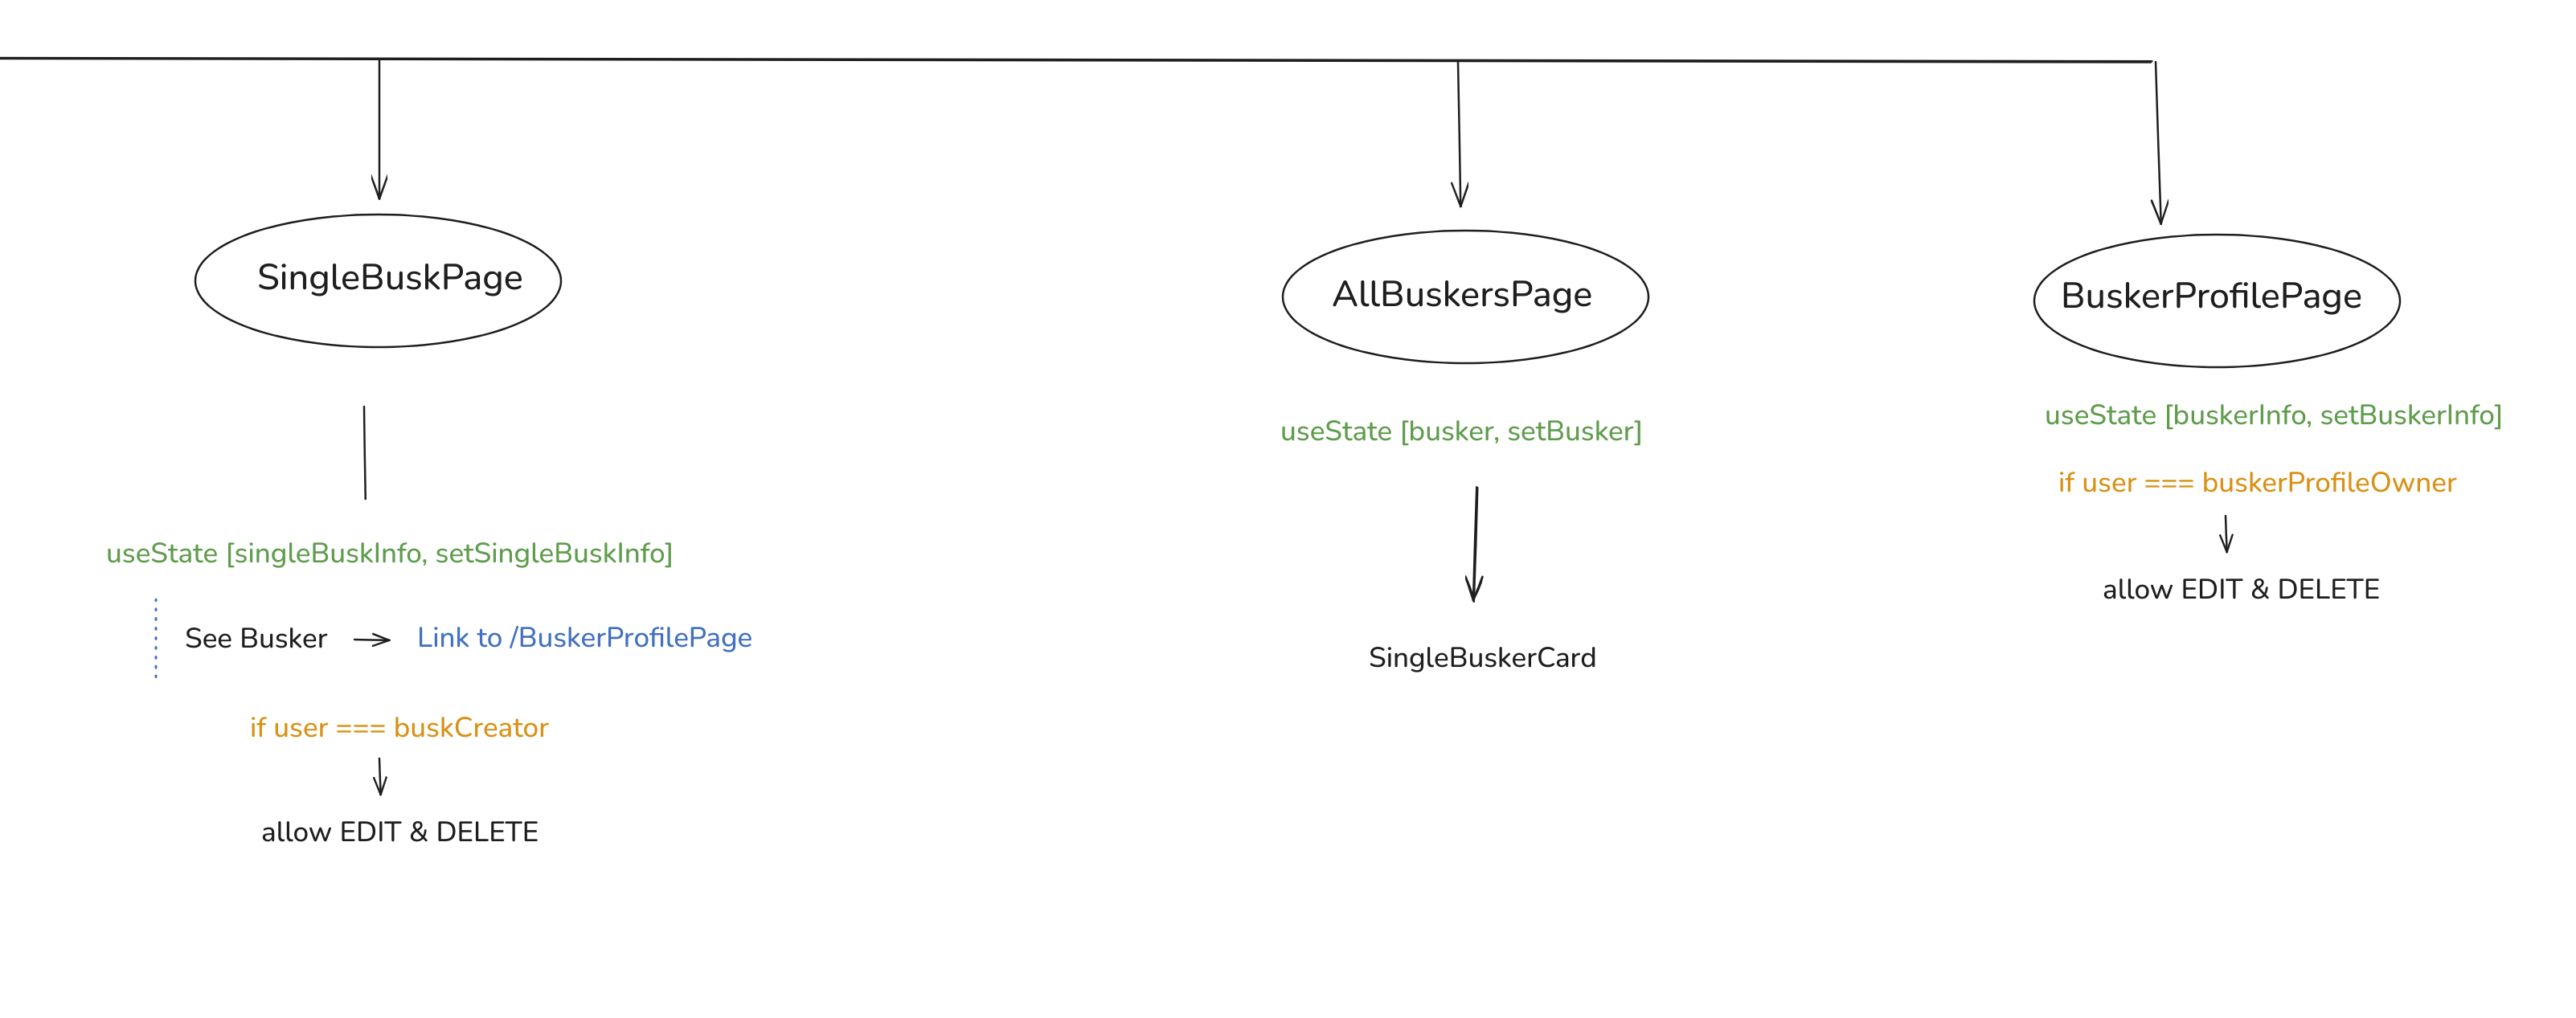 SingleBuskPage
useState [singleBuskInfo, setSingleBuskInfo]
See Busker
Link to /BuskerProfilePage
if user === buskCreator
allow EDIT & DELETE
AllBuskersPage
useState [busker, setBusker]
SingleBuskerCard
BuskerProfilePage
useState [buskerInfo, setBuskerInfo]
if user === buskerProfileOwner
allow EDIT & DELETE